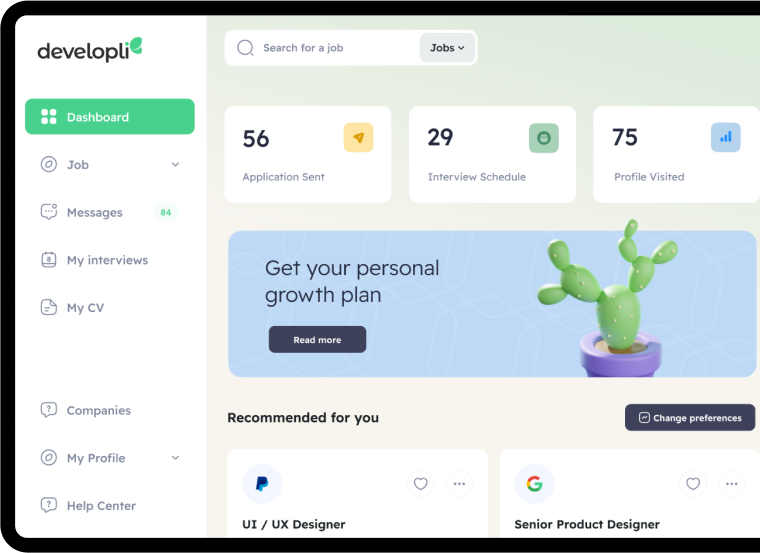 developli
Search for a job
Jobs
Dashboard
Job
Messages
84
My interviews
My CV
Companies
My Profile
Help Center
56
Application Sent
29
Interview Schedule
75
Profile Visited
Get your personal
growth plan
Read more
Recommended for you
Change preferences
UI / UX Designer
Senior Product Designer